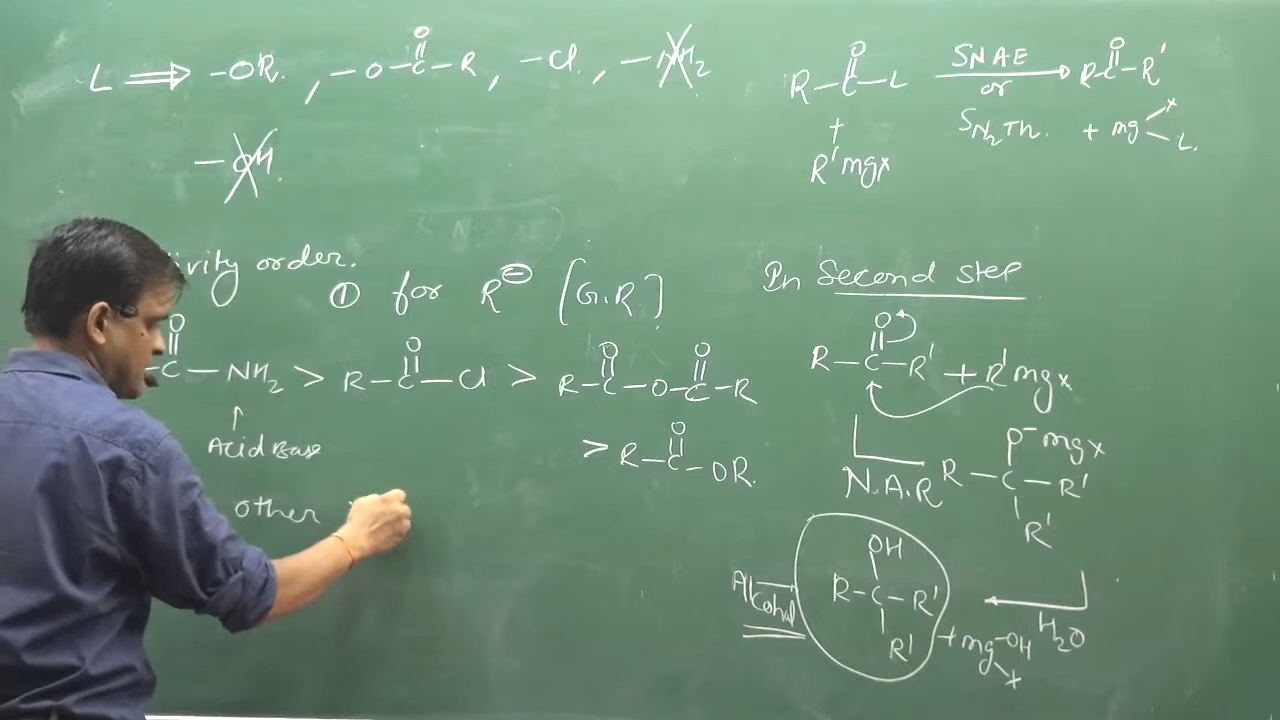 L ⟹ -OR. , -O-C(=O)-R, -Cl. , -NH2
-OH.
R-C(=O)-L + R'mgx SNAE or SN2Th. → R-C(=O)-R' + mg x L.
ivity order.
① for R⊖ [G.R]
C(=O)-NH2 > R-C(=O)-Cl > R-C(=O)-O-C(=O)-R
> R-C(=O)-OR.
↑
Acid Base
other
In Second step
R-C(=O)-R' + R'mgx
N.A.R
O⁻ mgx
R-C-R'
R'
H2O
OH
R-C-R'
R'
+ mg-OH
x
Alcohal